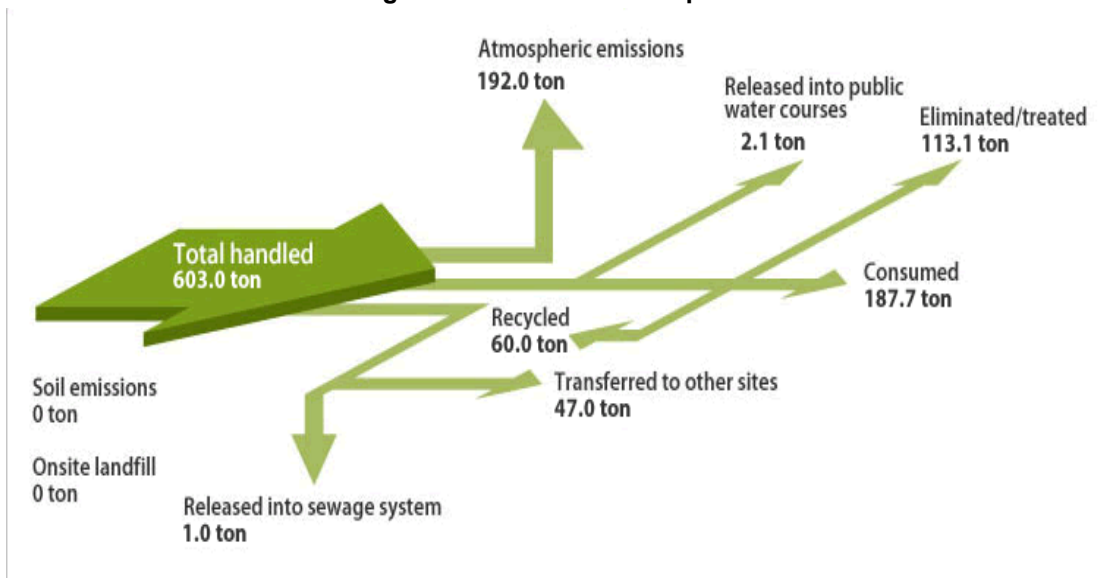 Atmospheric emissions
192.0 ton
Released into public
water courses
2.1 ton
Eliminated/treated
113.1 ton
Total handled
603.0 ton
Consumed
187.7 ton
Recycled
60.0 ton
Transferred to other sites
47.0 ton
Soil emissions
0 ton
Onsite landfill
0 ton
Released into sewage system
1.0 ton